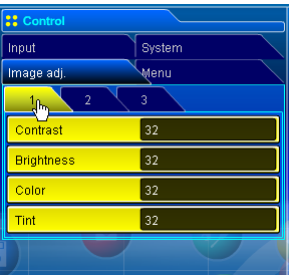 Control
Input System
Image adj. Menu
1 2 3
Contrast 32
Brightness 32
Color 32
Tint 32